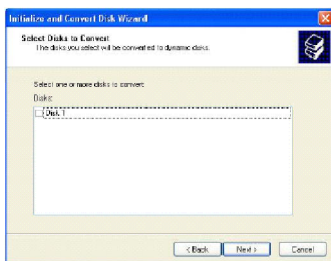 Initialize and Convert Disk Wizard
Select Disks to Convert
The disks you select will be converted to dynamic disks.
Select one or more disks to convert
Disks:
Disk 1
< Back
Next >
Cancel